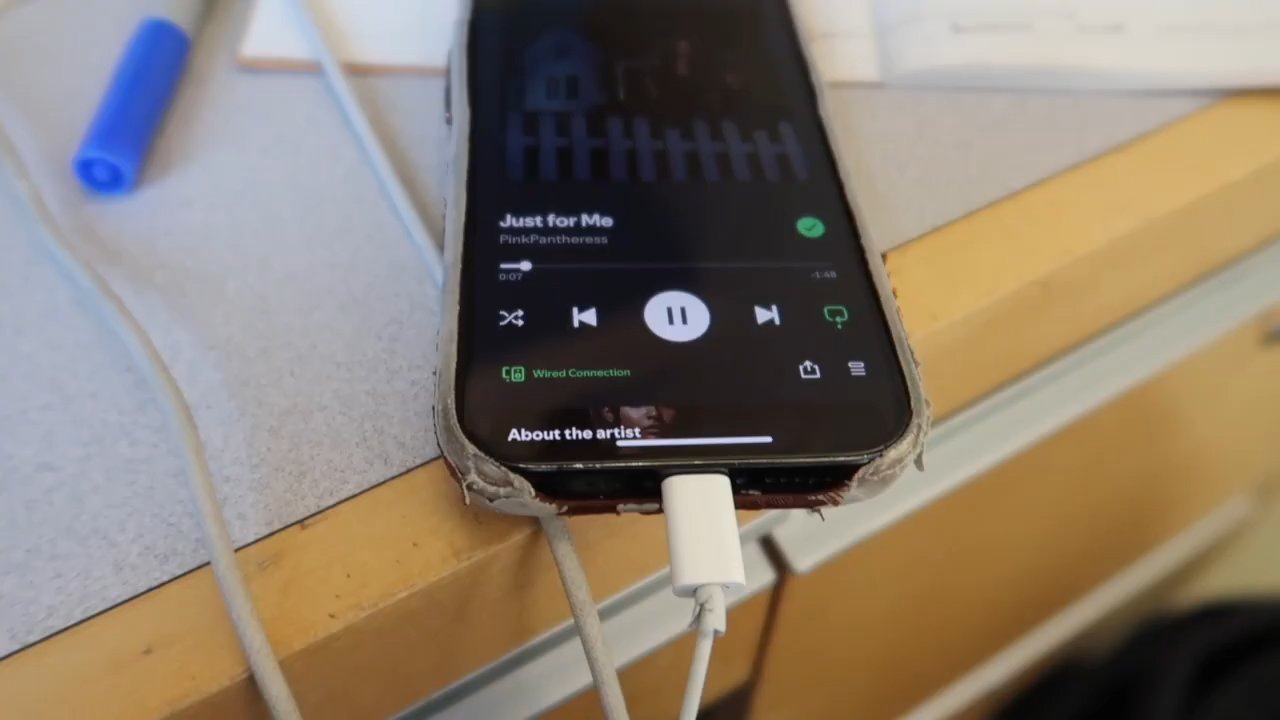 Just for Me
PinkPantheress
0:07
-1:48
Wired Connection
About the artist